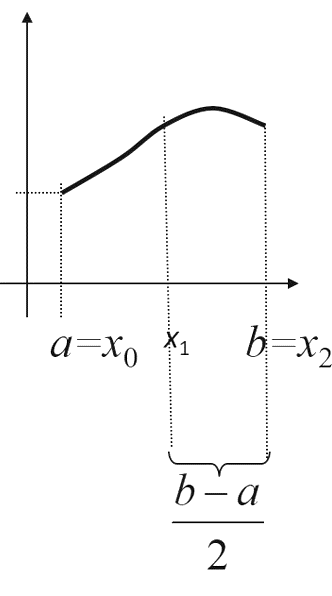 a=x₀ x₁ b=x₂
b – a
2